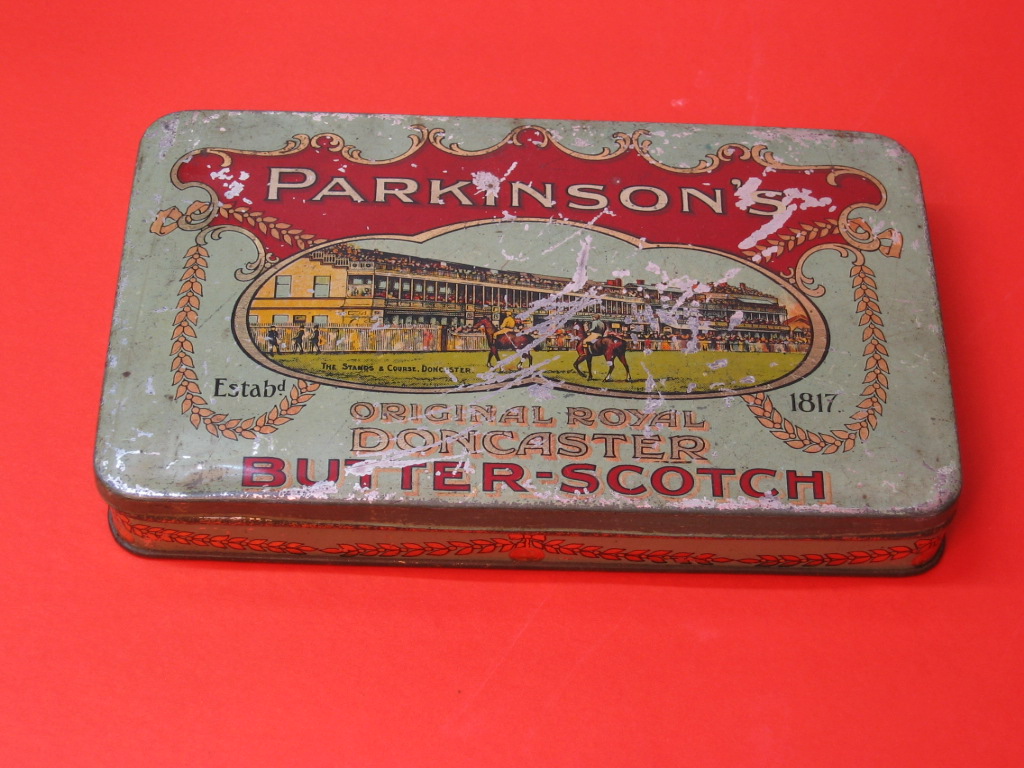 PARKINSON'S
THE STANDS & COURSE, DONCASTER.
Estabd 1817.
ORIGINAL ROYAL
DONCASTER
BUTTER-SCOTCH